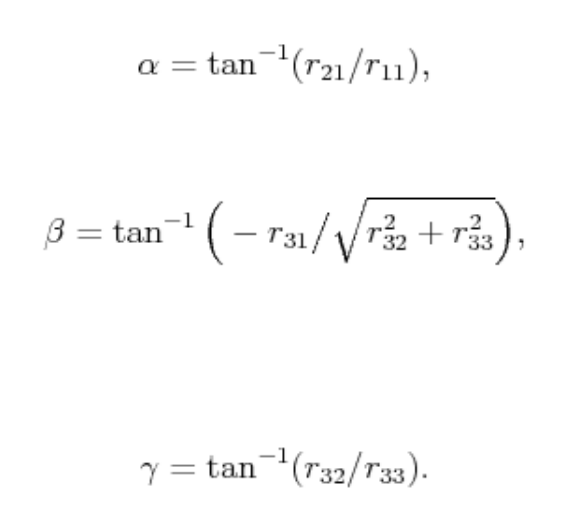 α = tan⁻¹(r₂₁/r₁₁),
β = tan⁻¹(−r₃₁/√(r₃₂² + r₃₃²)),
γ = tan⁻¹(r₃₂/r₃₃).